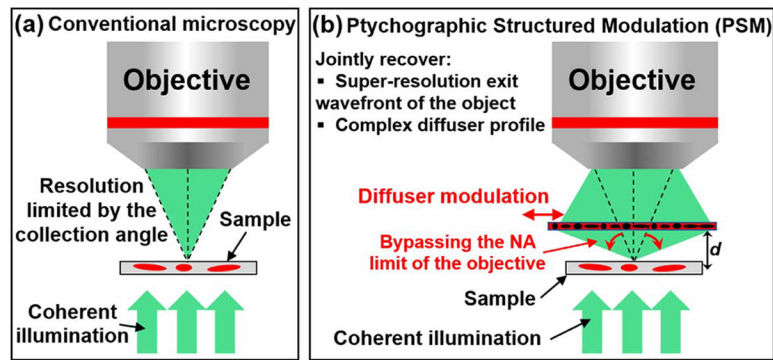 (a) Conventional microscopy
Objective
Resolution
limited by the
collection angle
Sample
Coherent
illumination
(b) Ptychographic Structured Modulation (PSM)
Jointly recover:
▪ Super-resolution exit
wavefront of the object
▪ Complex diffuser profile
Objective
Diffuser modulation
Bypassing the NA
limit of the objective
d
Sample
Coherent illumination